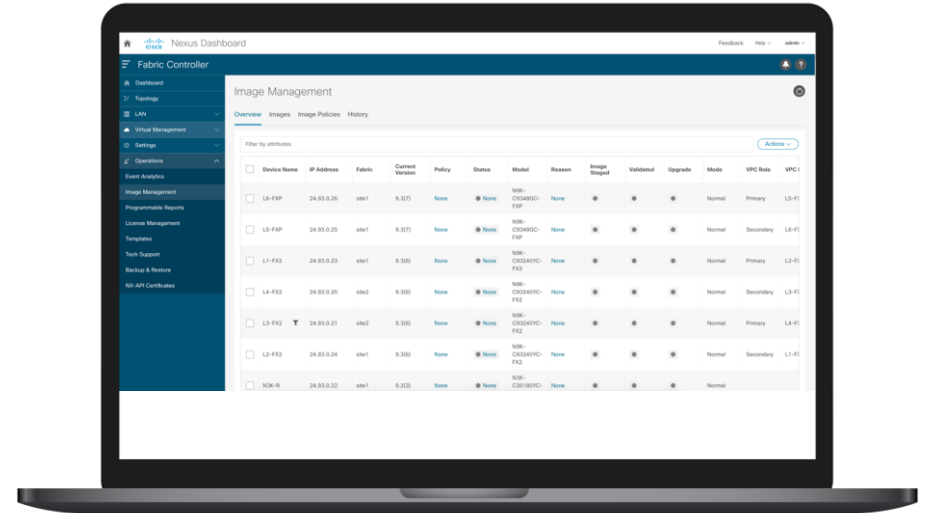 CISCO Nexus Dashboard Feedback Help admin
Fabric Controller ?
Dashboard
Topology
LAN
Virtual Management
Settings
Operations
Event Analytics
Image Management
Programmable Reports
License Management
Templates
Tech Support
Backup & Restore
NX-API Certificates
Image Management
Overview Images Image Policies History
Filter by attributes Actions
Device Name IP Address Fabric Current Version Policy Status Model Reason Image Staged Validated Upgrade Mode VPC Role VPC
L6-FXP 24.93.0.26 site1 9.3(7) None None N9K-C9348GC-FXP None Normal Primary L5-F
L5-FXP 24.93.0.25 site1 9.3(7) None None N9K-C9348GC-FXP None Normal Secondary L6-F
L1-FX2 24.93.0.23 site1 9.3(6) None None N9K-C93240YC-FX2 None Normal Primary L2-F
L4-FX2 24.93.0.20 site2 9.3(6) None None N9K-C93240YC-FX2 None Normal Secondary L3-F
L3-FX2 24.93.0.21 site2 9.3(6) None None N9K-C93240YC-FX2 None Normal Primary L4-F
L2-FX2 24.93.0.24 site1 9.3(6) None None N9K-C93240YC-FX2 None Normal Secondary L1-F
N3K-R 24.93.0.22 site1 9.2(3) None None N3K-C36180YC- None Normal